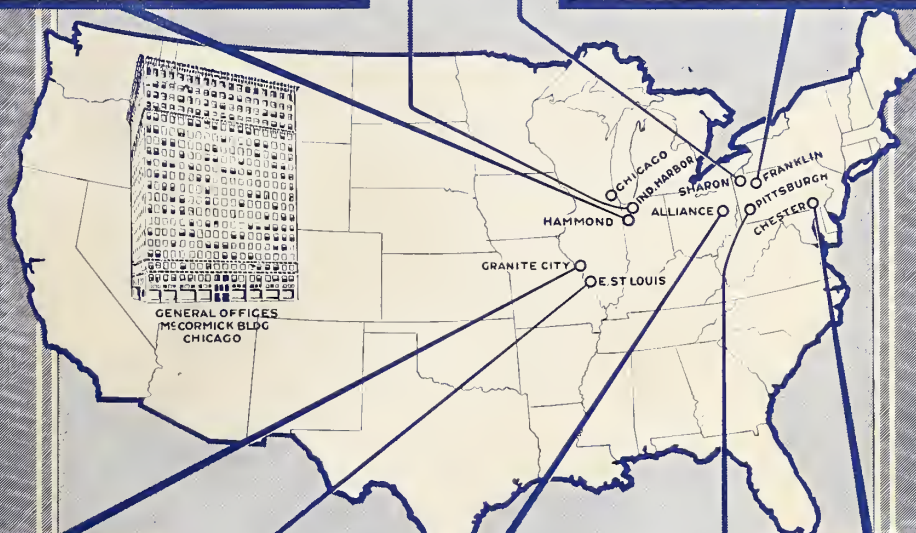 CHICAGO
IND. HARBOR
SHARON
FRANKLIN
PITTSBURGH
HAMMOND
ALLIANCE
CHESTER
GRANITE CITY
E. ST LOUIS
GENERAL OFFICES
MCCORMICK BLDG
CHICAGO